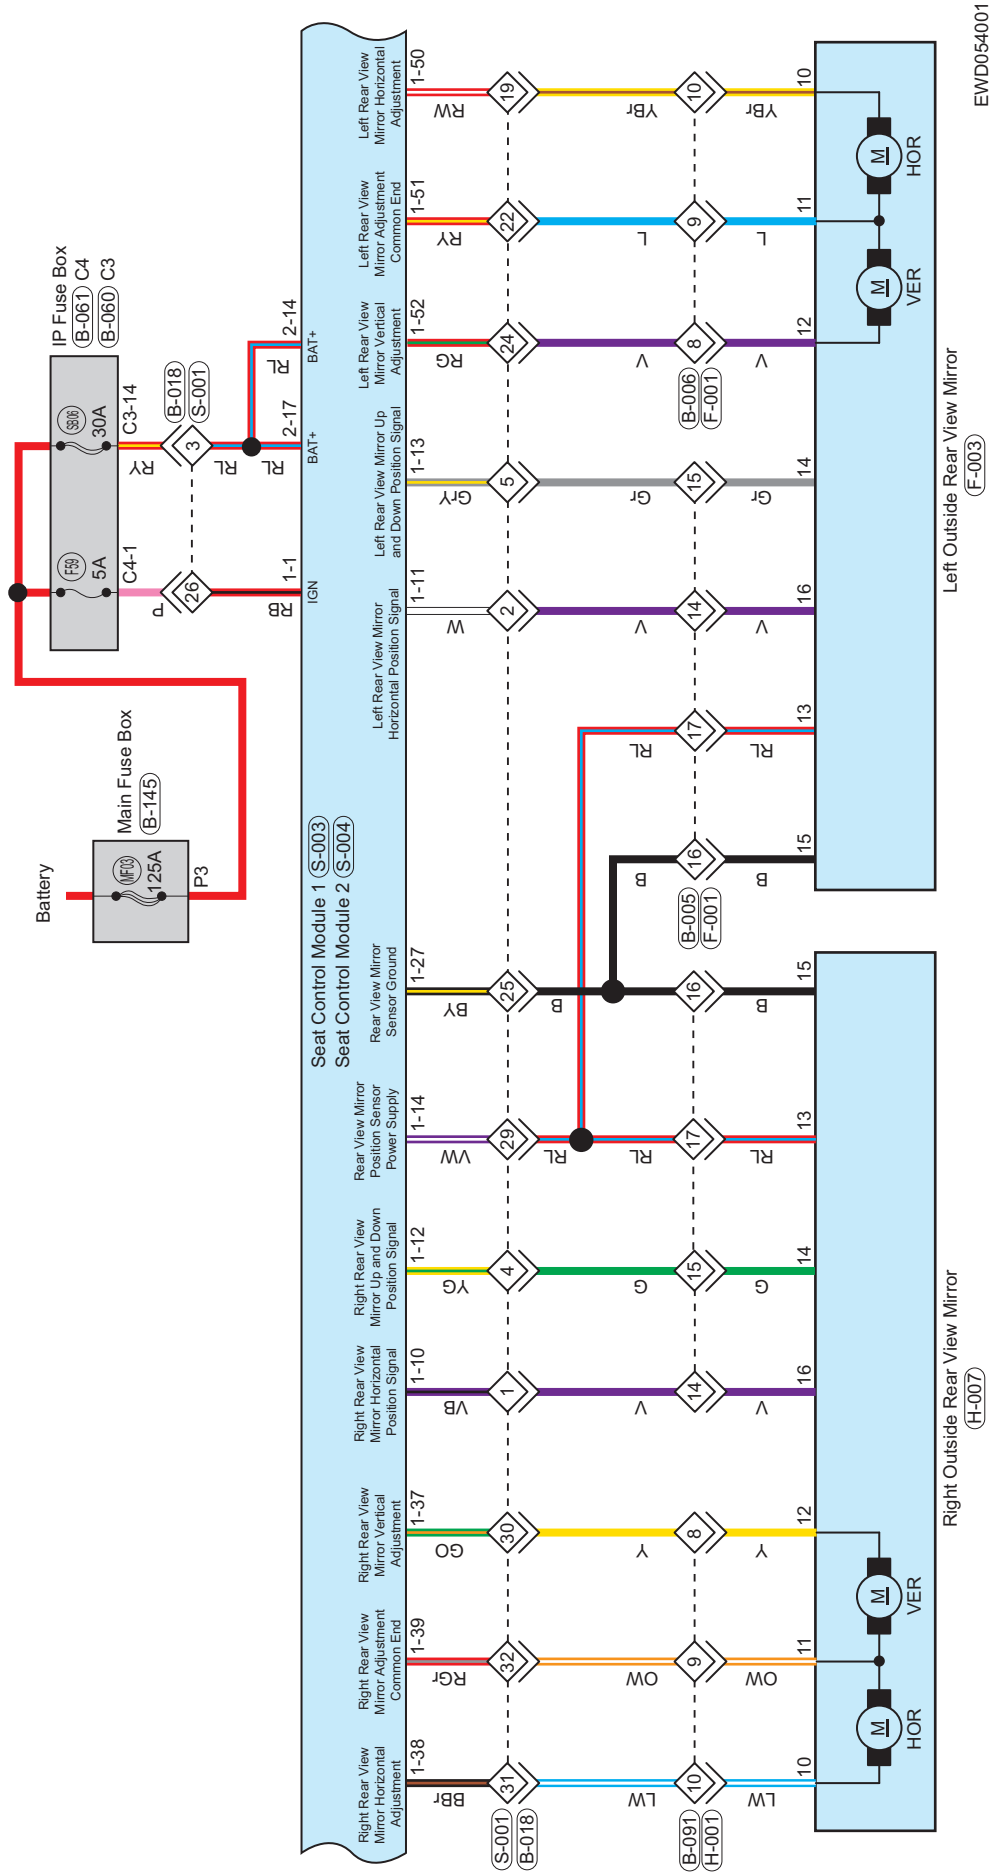 Battery
Main Fuse Box
B-145
MF03
125A
P3
IP Fuse Box
B-061 C4
B-060 C3
F59
5A
SB06
30A
C4-1
C3-14
P
RY
B-018
S-001
26
3
RB
RL
RL
RL
1-1
2-17
2-14
IGN
BAT+
BAT+
Seat Control Module 1 S-003
Seat Control Module 2 S-004
Right Rear View
Mirror Horizontal
Adjustment
Right Rear View
Mirror Adjustment
Common End
Right Rear View
Mirror Vertical
Adjustment
Right Rear View
Mirror Horizontal
Position Signal
Right Rear View
Mirror Up and Down
Position Signal
Rear View Mirror
Position Sensor
Power Supply
Rear View Mirror
Sensor Ground
Left Rear View Mirror
Horizontal Position Signal
Left Rear View Mirror Up
and Down Position Signal
Left Rear View
Mirror Vertical
Adjustment
Left Rear View
Mirror Adjustment
Common End
Left Rear View
Mirror Horizontal
Adjustment
1-38
1-39
1-37
1-10
1-12
1-14
1-27
1-11
1-13
1-52
1-51
1-50
BBr
RGr
GO
VB
YG
VW
BY
W
GrY
RG
RY
RW
S-001
B-018
31
32
30
1
4
29
25
2
5
24
22
19
RL
B
LW
OW
Y
V
G
RL
B
RL
V
Gr
V
L
YBr
B-091
H-001
10
9
8
14
15
17
16
B-005
F-001
16
17
14
15
B-006
F-001
8
9
10
LW
OW
Y
V
G
RL
B
B
RL
V
Gr
V
L
YBr
10
11
12
16
14
13
15
15
13
16
14
12
11
10
M
HOR
M
VER
M
VER
M
HOR
Right Outside Rear View Mirror
H-007
Left Outside Rear View Mirror
F-003
EWD054001